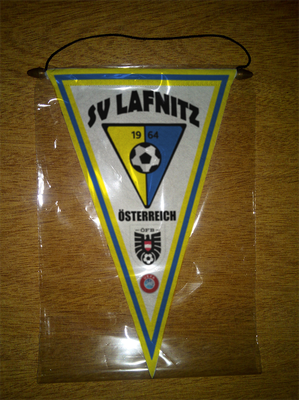 SV LAFNITZ
19 64
ÖSTERREICH
ÖFB